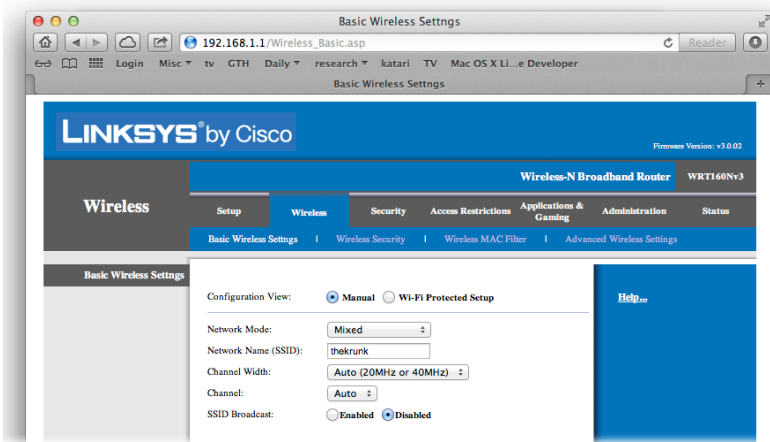 Basic Wireless Settngs
192.168.1.1/Wireless_Basic.asp
Reader
Login Misc tv GTH Daily research katari TV Mac OS X Li...e Developer
Basic Wireless Settngs
LINKSYS® by Cisco
Firmware Version: v3.0.02
Wireless-N Broadband Router WRT160Nv3
Wireless
Setup Wireless Security Access Restrictions Applications & Gaming Administration Status
Basic Wireless Settngs | Wireless Security | Wireless MAC Filter | Advanced Wireless Settings
Basic Wireless Settngs
Configuration View: Manual Wi-Fi Protected Setup
Help...
Network Mode: Mixed
Network Name (SSID): thekrunk
Channel Width: Auto (20MHz or 40MHz)
Channel: Auto
SSID Broadcast: Enabled Disabled